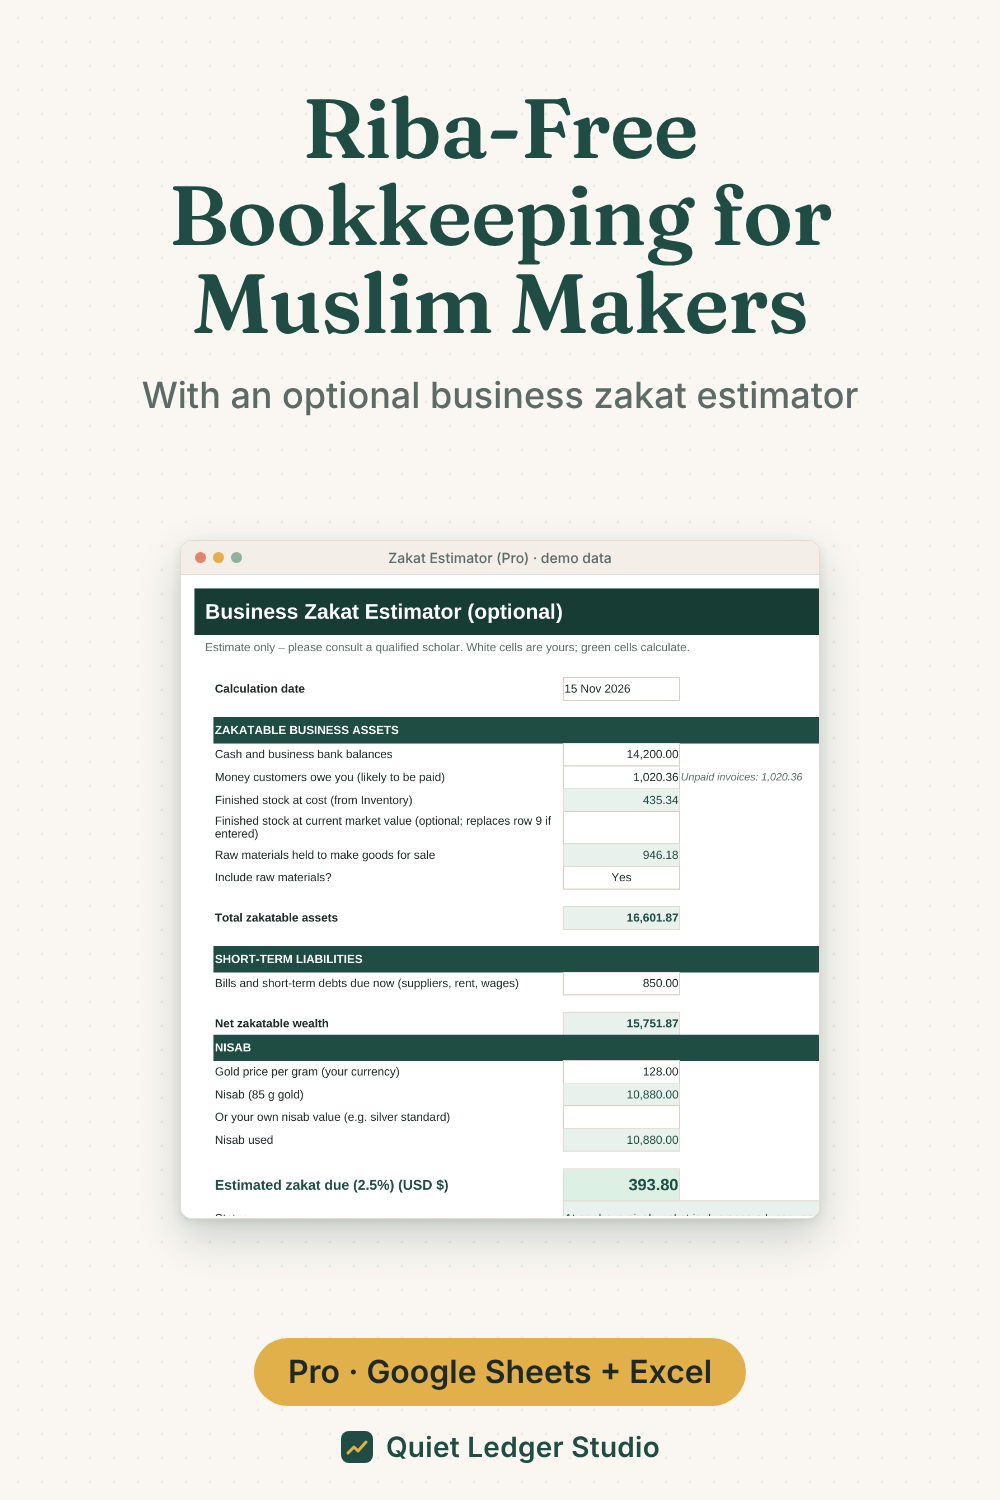 Riba-Free
Bookkeeping for
Muslim Makers
With an optional business zakat estimator
Zakat Estimator (Pro) · demo data
Business Zakat Estimator (optional)
Estimate only – please consult a qualified scholar. White cells are yours; green cells calculate.
Calculation date 15 Nov 2026
ZAKATABLE BUSINESS ASSETS
Cash and business bank balances 14,200.00
Money customers owe you (likely to be paid) 1,020.36 Unpaid invoices: 1,020.36
Finished stock at cost (from Inventory) 435.34
Finished stock at current market value (optional; replaces row 9 if
entered)
Raw materials held to make goods for sale 946.18
Include raw materials? Yes
Total zakatable assets 16,601.87
SHORT-TERM LIABILITIES
Bills and short-term debts due now (suppliers, rent, wages) 850.00
Net zakatable wealth 15,751.87
NISAB
Gold price per gram (your currency) 128.00
Nisab (85 g gold) 10,880.00
Or your own nisab value (e.g. silver standard)
Nisab used 10,880.00
Estimated zakat due (2.5%) (USD $) 393.80
Pro · Google Sheets + Excel
Quiet Ledger Studio